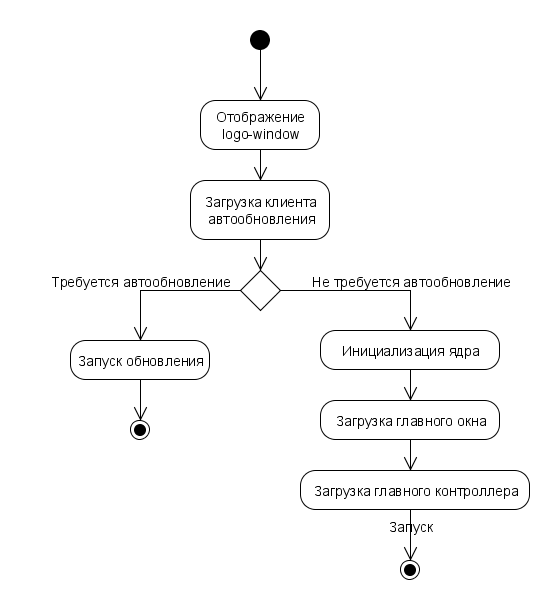 Отображение
logo-window
Загрузка клиента
автообновления
Требуется автообновление
Не требуется автообновление
Запуск обновления
Инициализация ядра
Загрузка главного окна
Загрузка главного контроллера
Запуск